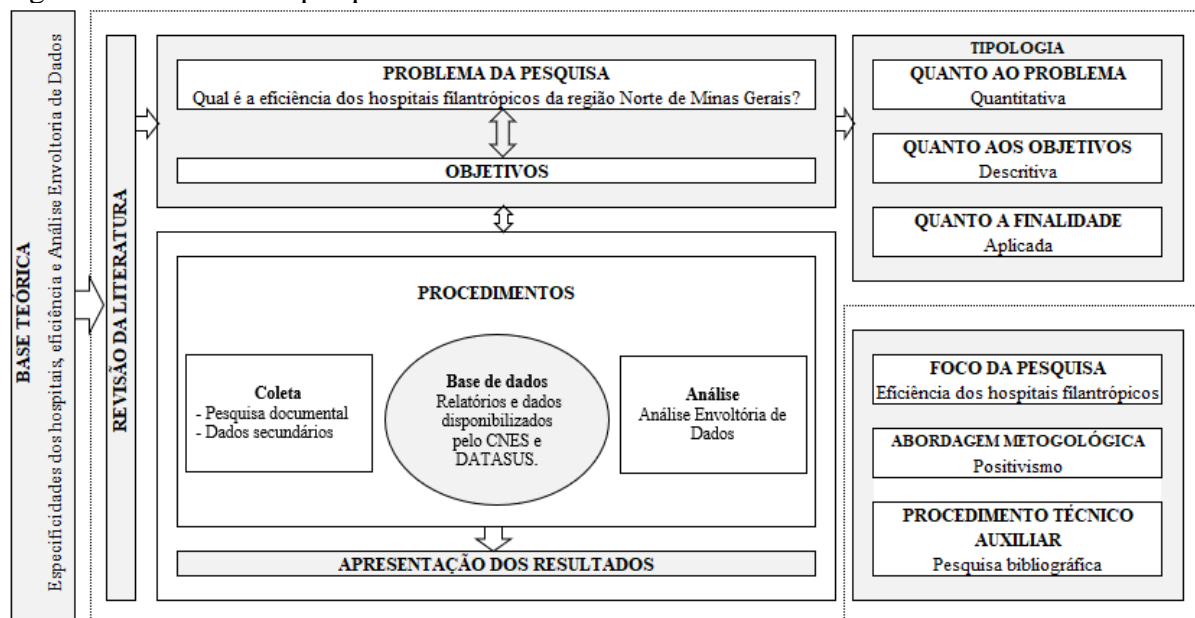 BASE TEÓRICA
Especificidades dos hospitais, eficiência e Análise Envoltoria de Dados
REVISÃO DA LITERATURA
PROBLEMA DA PESQUISA
Qual é a eficiência dos hospitais filantrópicos da região Norte de Minas Gerais?
OBJETIVOS
PROCEDIMENTOS
Coleta
- Pesquisa documental
- Dados secundários
Base de dados
Relatórios e dados
disponibilizados
pelo CNES e
DATASUS.
Análise
Análise Envoltória de
Dados
APRESENTAÇÃO DOS RESULTADOS
TIPOLOGIA
QUANTO AO PROBLEMA
Quantitativa
QUANTO AOS OBJETIVOS
Descritiva
QUANTO A FINALIDADE
Aplicada
FOCO DA PESQUISA
Eficiência dos hospitais filantrópicos
ABORDAGEM METOGOLÓGICA
Positivismo
PROCEDIMENTO TÉCNICO
AUXILIAR
Pesquisa bibliográfica